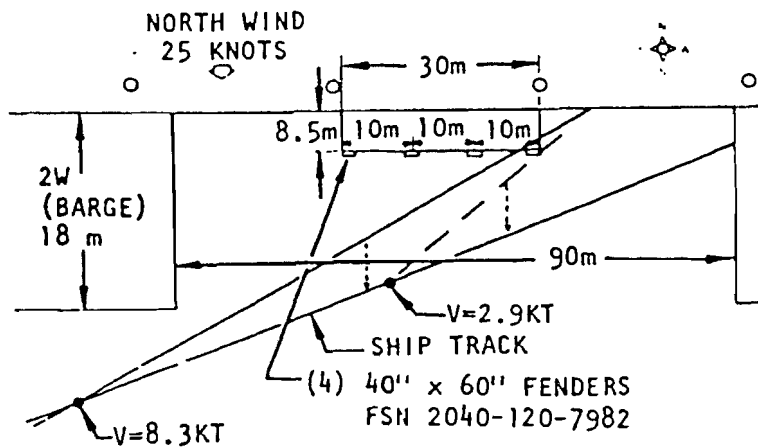 NORTH WIND
25 KNOTS
30m
8.5m
10m
10m
10m
2W
(BARGE)
18 m
90m
V=2.9KT
SHIP TRACK
(4) 40" x 60" FENDERS
FSN 2040-120-7982
V=8.3KT